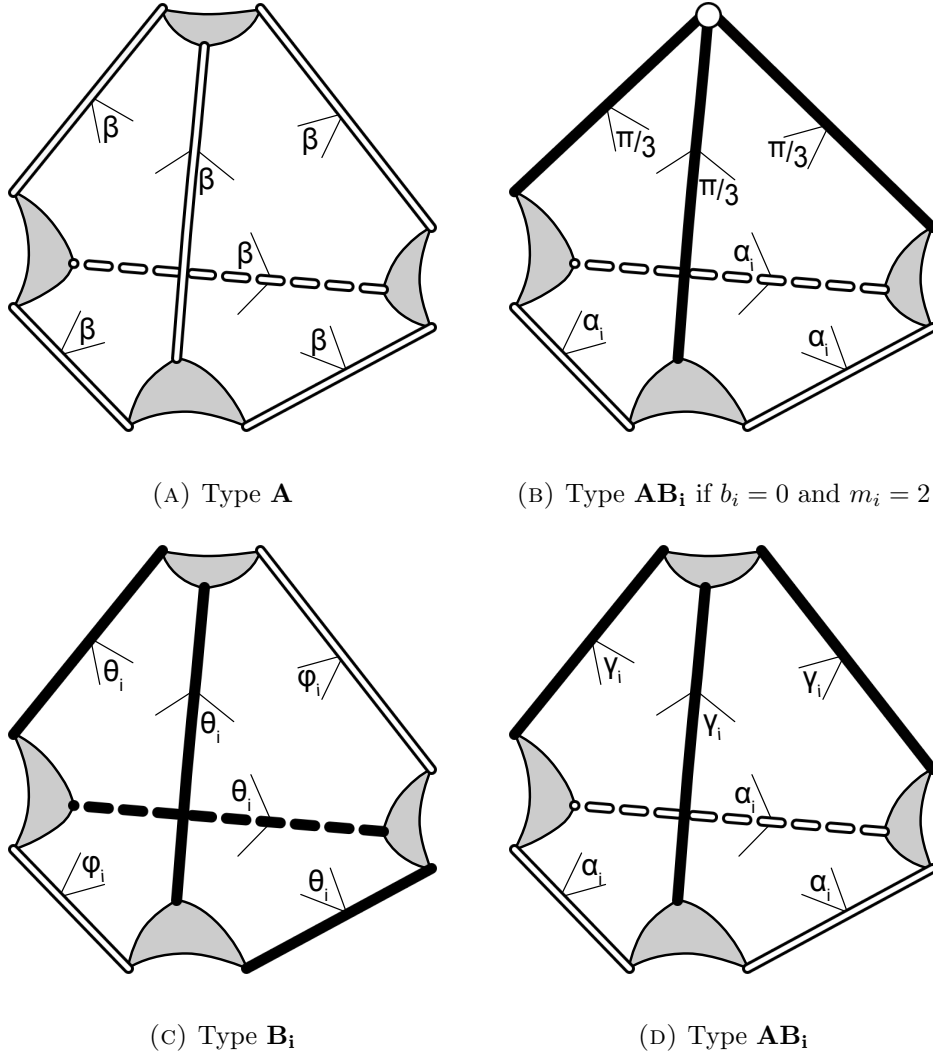 β β β β β β
π/3 π/3 π/3 αᵢ αᵢ αᵢ
(A) Type A
(B) Type ABᵢ if bᵢ = 0 and mᵢ = 2
θᵢ θᵢ φᵢ θᵢ φᵢ θᵢ
γᵢ γᵢ γᵢ αᵢ αᵢ αᵢ
(C) Type Bᵢ
(D) Type ABᵢ